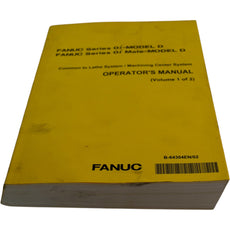 FANUC Series 0i-MODEL D
FANUC Series 0i Mate-MODEL D
Common to Lathe System / Machining Center System
OPERATOR'S MANUAL
(Volume 1 of 2)
FANUC
B-64304EN/02